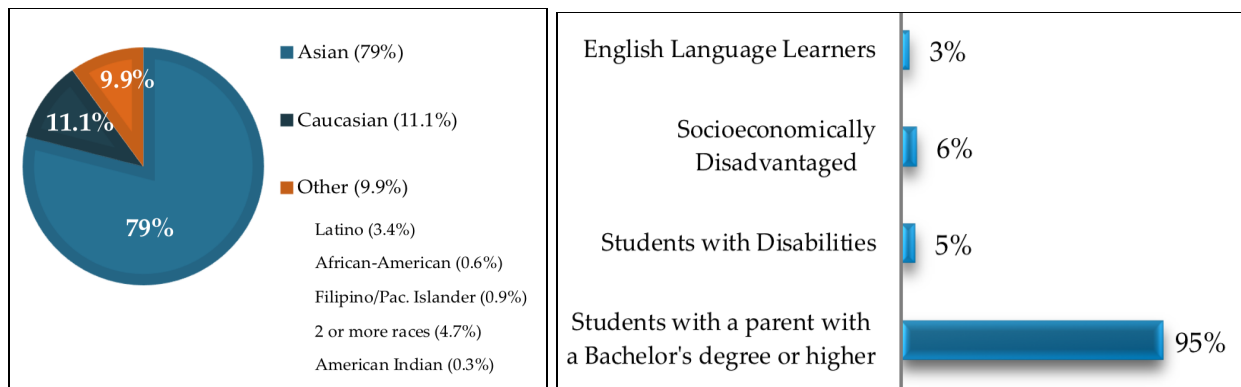 9.9%
11.1%
79%
Asian (79%)
Caucasian (11.1%)
Other (9.9%)
Latino (3.4%)
African-American (0.6%)
Filipino/Pac. Islander (0.9%)
2 or more races (4.7%)
American Indian (0.3%)
English Language Learners 3%
Socioeconomically
Disadvantaged 6%
Students with Disabilities 5%
Students with a parent with
a Bachelor's degree or higher 95%